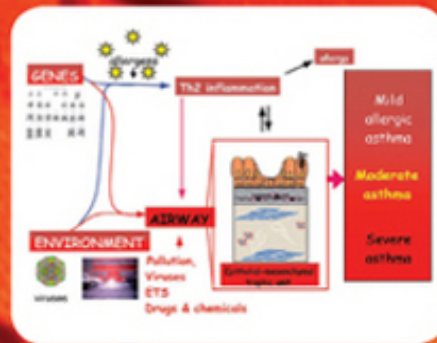 allergens
GENES
Th2 inflammation
allergy
Mild
allergic
asthma
Moderate
asthma
Severe
asthma
AIRWAY
ENVIRONMENT
viruses
Pollution,
Viruses
ETS
Drugs & chemicals
Epithelial-mesenchymal
trophic unit